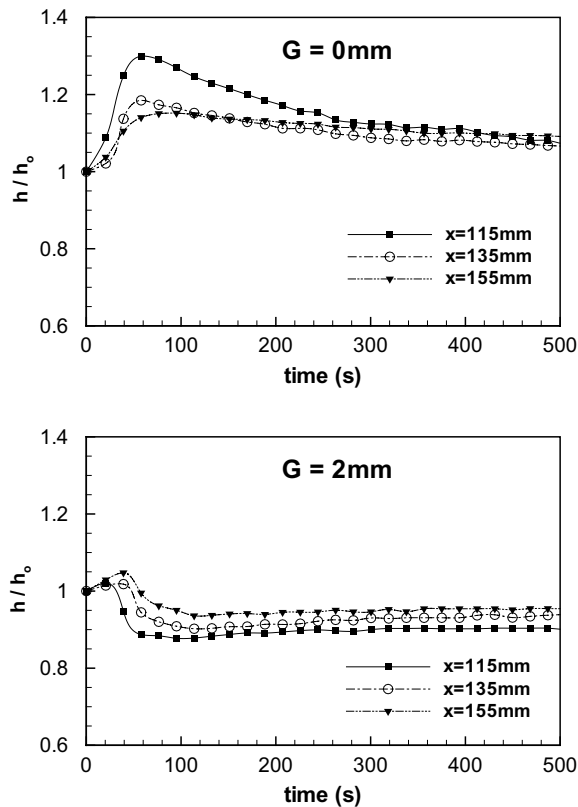 1.4
G = 0mm
1.2
1
h / hₒ
0.8
0.6
x=115mm
x=135mm
x=155mm
0 100 200 300 400 500
time (s)
1.4
G = 2mm
1.2
1
h / hₒ
0.8
0.6
x=115mm
x=135mm
x=155mm
0 100 200 300 400 500
time (s)